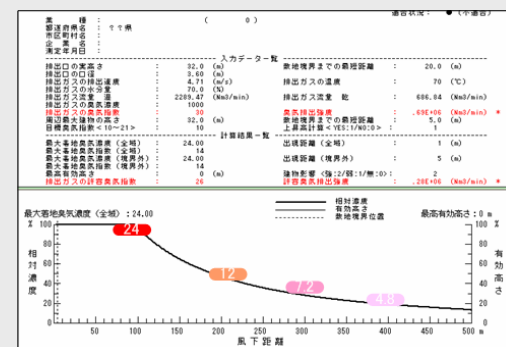 適合状況： ●（不適合）
業　　種　：　（　0）
都道府県名　：？？県
市区町村名　：
企　業　名　：
測定年月日　：
入力データ一覧
排出口の実高さ　：　32.0　(m)　敷地境界までの最短距離　：　20.0　(m)
排出口の口径　：　3.60　(m)
排出ガスの排出速度　：　4.71　(m/s)　排出ガスの温度　：　70　(℃)
排出ガスの水分量　：　70.0　(%)
排出ガス流量　湿　：　2289.47　(Nm3/min)　排出ガス流量　乾　：　686.84　(Nm3/min)
排出ガスの臭気濃度　：　1000
排出ガスの臭気指数　：　30　臭気排出強度　：　.69E+06　(Nm3/min)　*
周辺最大建物の高さ　：　32.0　(m)　敷地境界までの最短距離　：　5.0　(m)
目標臭気指数<10～21>　：　10　上昇高計算<YES:1/NO:0>　：　1
計算結果一覧
最大着地臭気濃度（全域）　：　24.00　出現距離（全域）　：　1　(m)
最大着地臭気指数（全域）　：　14
最大着地臭気濃度（境界外）　：　24.00　出現距離（境界外）　：　5　(m)
最大着地臭気指数（境界外）　：　14
最高有効高さ　：　0　(m)　建物影響<強:2/弱:1/無:0>　：　2
排出ガスの許容臭気指数　：　26　許容臭気排出強度　：　.28E+06　(Nm3/min)　*
相対濃度
有効高さ
敷地境界位置
最大着地臭気濃度（全域）：24.00　最高有効高さ：0 m
%　%
100　100
80　80
60　60
40　40
20　20
0　0
相対濃度
有効高さ
24
12
7.2
4.8
50　100　150　200　250　300　350　400　450　500　m
風下距離